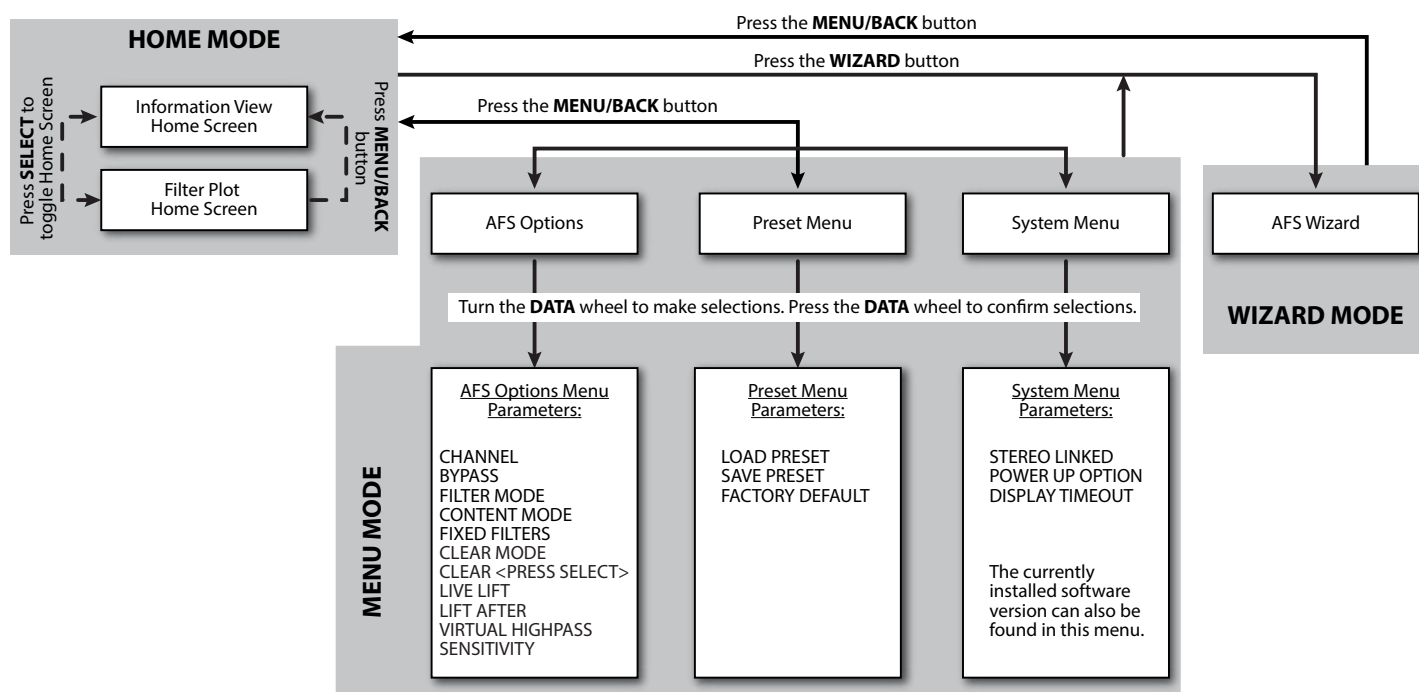 Press the MENU/BACK button
HOME MODE
Press the WIZARD button
Press SELECT to
toggle Home Screen
Information View
Home Screen
Filter Plot
Home Screen
Press MENU/BACK
button
Press the MENU/BACK button
AFS Options
Preset Menu
System Menu
AFS Wizard
WIZARD MODE
Turn the DATA wheel to make selections. Press the DATA wheel to confirm selections.
MENU MODE
AFS Options Menu
Parameters:
CHANNEL
BYPASS
FILTER MODE
CONTENT MODE
FIXED FILTERS
CLEAR MODE
CLEAR <PRESS SELECT>
LIVE LIFT
LIFT AFTER
VIRTUAL HIGHPASS
SENSITIVITY
Preset Menu
Parameters:
LOAD PRESET
SAVE PRESET
FACTORY DEFAULT
System Menu
Parameters:
STEREO LINKED
POWER UP OPTION
DISPLAY TIMEOUT
The currently
installed software
version can also be
found in this menu.